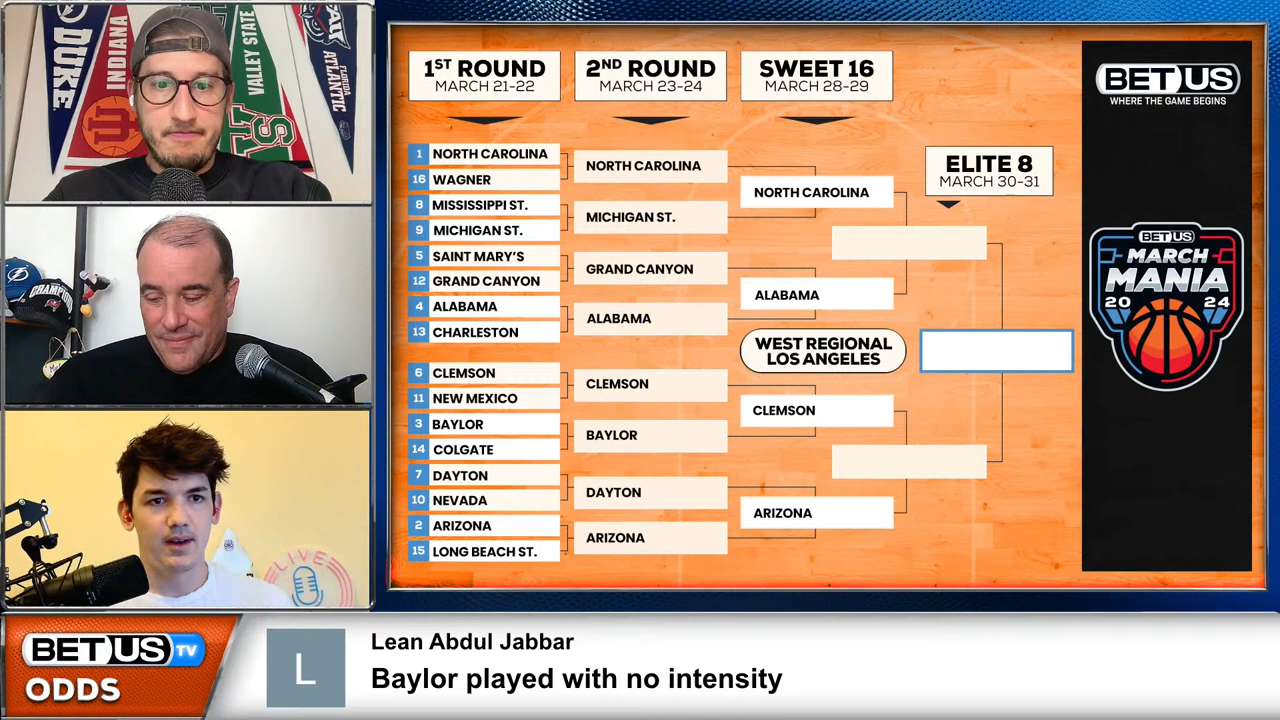 DUKE
INDIANA
VALLEY STATE
FLORIDA
ATLANTIC
CHAMPION
LIVE
1ST ROUND
MARCH 21-22
2ND ROUND
MARCH 23-24
SWEET 16
MARCH 28-29
ELITE 8
MARCH 30-31
1 NORTH CAROLINA
16 WAGNER
8 MISSISSIPPI ST.
9 MICHIGAN ST.
5 SAINT MARY'S
12 GRAND CANYON
4 ALABAMA
13 CHARLESTON
6 CLEMSON
11 NEW MEXICO
3 BAYLOR
14 COLGATE
7 DAYTON
10 NEVADA
2 ARIZONA
15 LONG BEACH ST.
NORTH CAROLINA
MICHIGAN ST.
GRAND CANYON
ALABAMA
CLEMSON
BAYLOR
DAYTON
ARIZONA
NORTH CAROLINA
ALABAMA
WEST REGIONAL
LOS ANGELES
CLEMSON
ARIZONA
BETUS
WHERE THE GAME BEGINS
BETUS
MARCH
MANIA
20 24
BETUS TV
ODDS
L
Lean Abdul Jabbar
Baylor played with no intensity